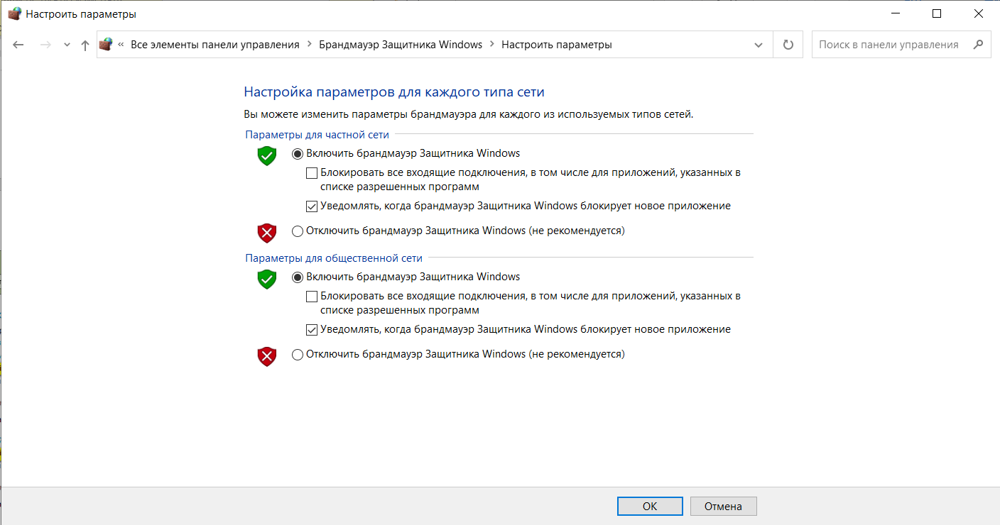 Настроить параметры
« Все элементы панели управления > Брандмауэр Защитника Windows > Настроить параметры
Поиск в панели управления
Настройка параметров для каждого типа сети
Вы можете изменить параметры брандмауэра для каждого из используемых типов сетей.
Параметры для частной сети
Включить брандмауэр Защитника Windows
Блокировать все входящие подключения, в том числе для приложений, указанных в
списке разрешенных программ
Уведомлять, когда брандмауэр Защитника Windows блокирует новое приложение
Отключить брандмауэр Защитника Windows (не рекомендуется)
Параметры для общественной сети
Включить брандмауэр Защитника Windows
Блокировать все входящие подключения, в том числе для приложений, указанных в
списке разрешенных программ
Уведомлять, когда брандмауэр Защитника Windows блокирует новое приложение
Отключить брандмауэр Защитника Windows (не рекомендуется)
ОК
Отмена